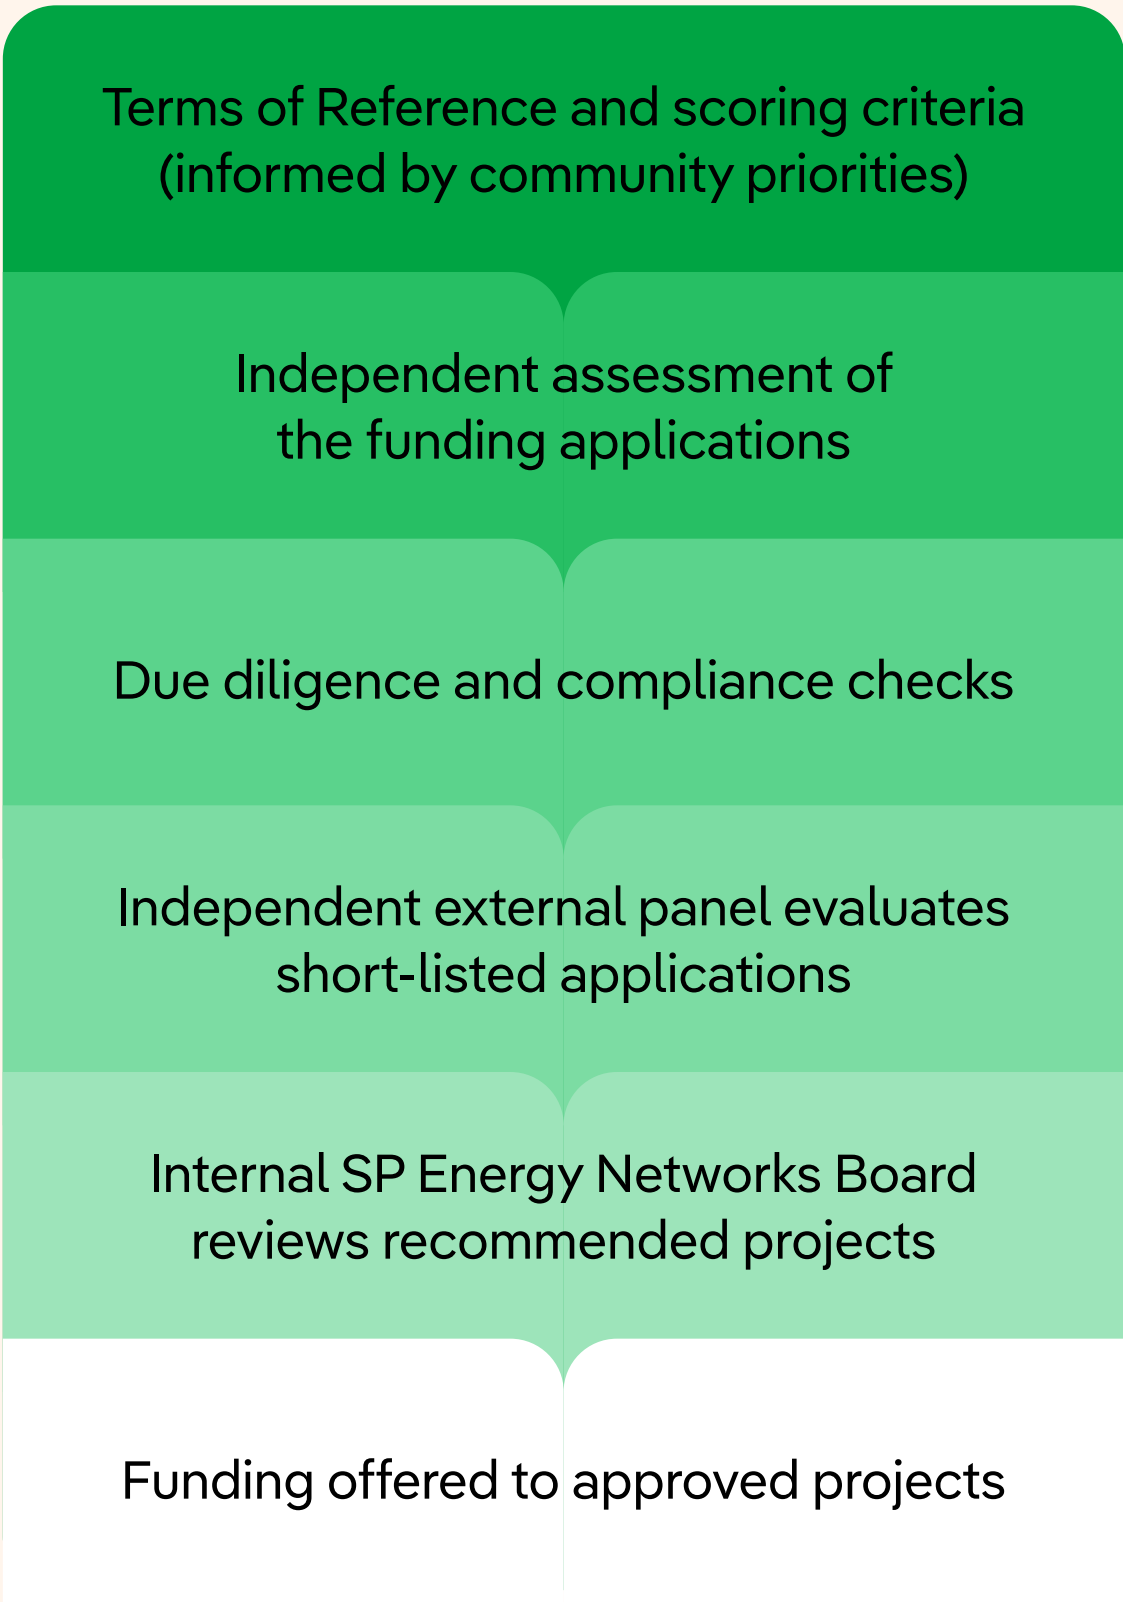 Terms of Reference and scoring criteria
(informed by community priorities)
Independent assessment of
the funding applications
Due diligence and compliance checks
Independent external panel evaluates
short-listed applications
Internal SP Energy Networks Board
reviews recommended projects
Funding offered to approved projects